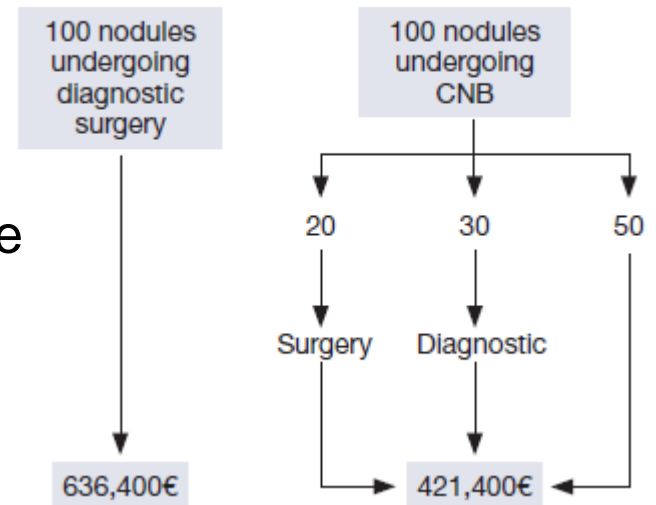 100 nodules
undergoing
diagnostic
surgery
100 nodules
undergoing
CNB
e
20 30 50
Surgery Diagnostic
636,400€ 421,400€